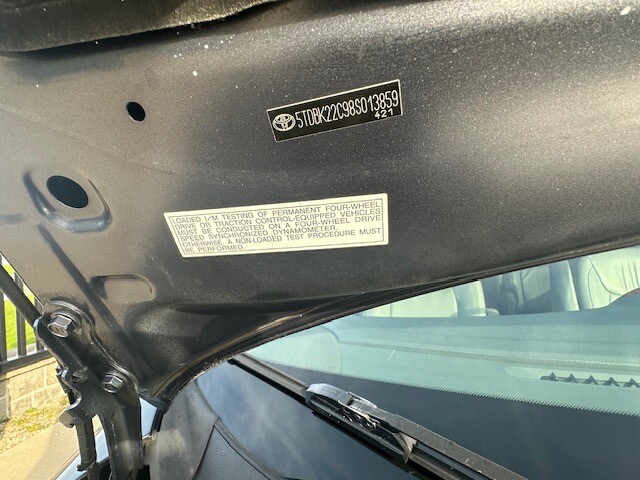 5TDBK22C98S013859
421
LOADED I/M TESTING OF PERMANENT FOUR-WHEEL
DRIVE OR TRACTION CONTROL-EQUIPPED VEHICLES
MUST BE CONDUCTED ON A FOUR-WHEEL DRIVE
SPEED SYNCHRONIZED DYNAMOMETER.
OTHERWISE, A NON-LOADED TEST PROCEDURE MUST
BE PERFORMED.